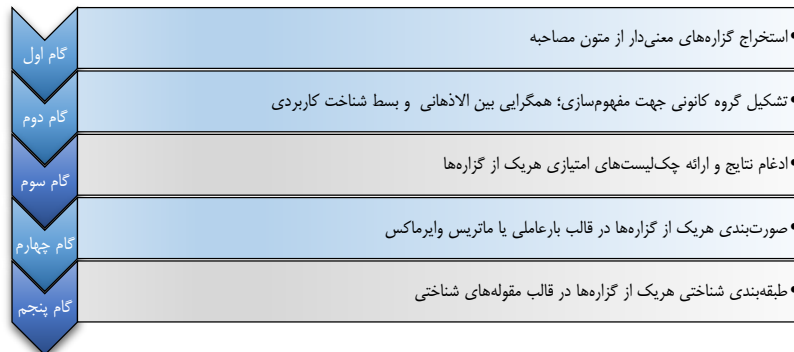 گام اول
•استخراج گزاره‌های معنی‌دار از متون مصاحبه
گام دوم
•تشکیل گروه کانونی جهت مفهوم‌سازی؛ همگرایی بین الاذهانی و بسط شناخت کاربردی
گام سوم
•ادغام نتایج و ارائه چک‌لیست‌های امتیازی هریک از گزاره‌ها
گام چهارم
•صورت‌بندی هریک از گزاره‌ها در قالب بارعاملی یا ماتریس وایرماکس
گام پنجم
•طبقه‌بندی شناختی هریک از گزاره‌ها در قالب مقوله‌های شناختی